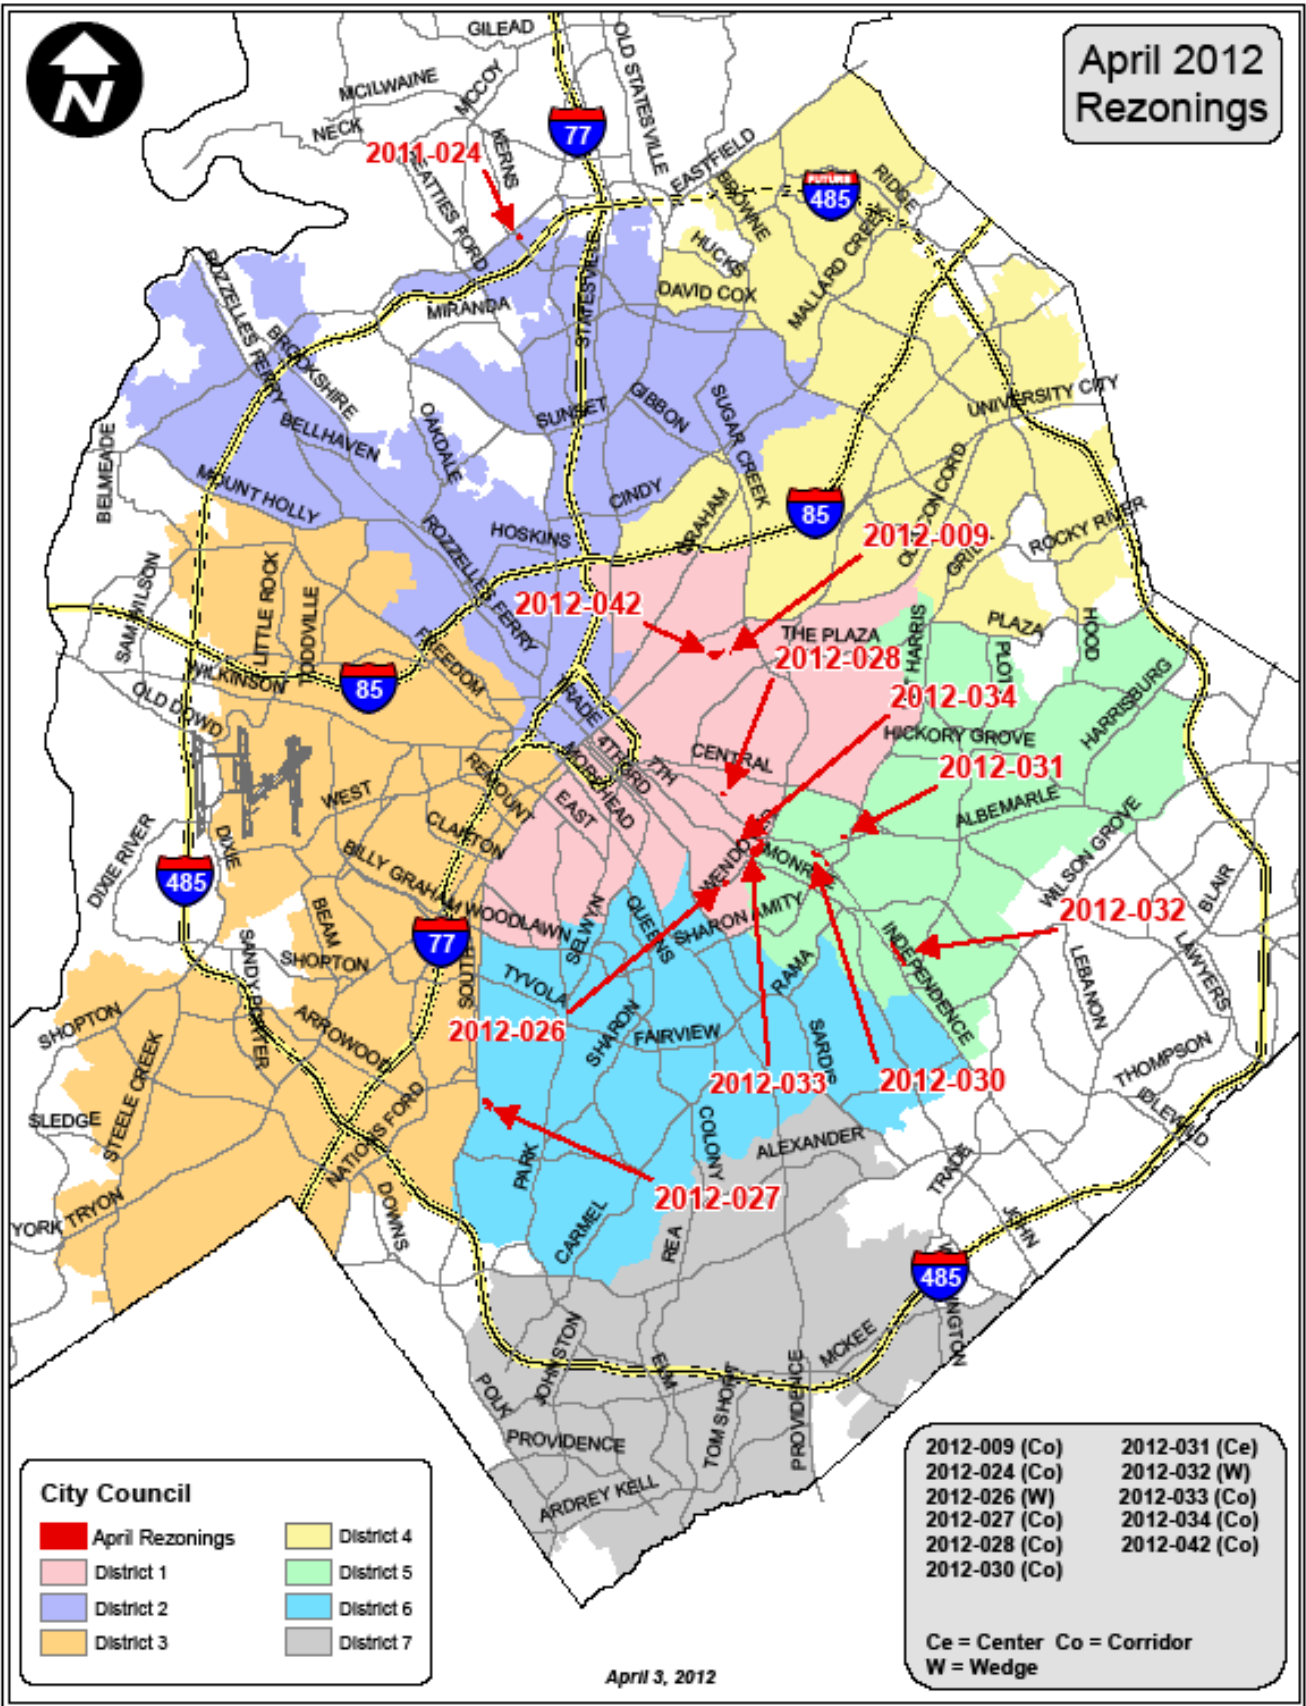 April 2012
Rezonings
N
GILEAD
OLD STATESVILLE
MCILWAINE
MCCOY
NECK
KERNS
77
2011-024
EATTIES FORD
EASTFIELD
BROWNE
FUTURE
485
RIDGE
HUCKS
MALLARD CREEK
DAVID COX
STATESVILLE
MIRANDA
ROZZELLES FERRY
BROOKSHIRE
BELLHAVEN
OAKDALE
SUNSET
GIBBON
SUGAR CREEK
UNIVERSITY CITY
BELMEADE
MOUNT HOLLY
CINDY
GRAHAM
85
HOSKINS
ROZZELLES FERRY
2012-009
ROCKY RIVER
SAM WILSON
LITTLE ROCK
TODDVILLE
2012-042
THE PLAZA
PLAZA
HOOD
2012-028
T HARRIS
PLOTT
FREEDOM
WILKINSON
85
OLD DOWD
2012-034
HARRISBURG
HICKORY GROVE
TRADE
4TH
7TH
CENTRAL
2012-031
MOREHEAD
REMOUNT
EAST
WEST
CLANTON
ALBEMARLE
WILSON GROVE
DIXIE RIVER
DIXIE
BILLY GRAHAM
WOODLAWN
WENDOVER
MONROE
485
BLAIR
2012-032
BEAM
SELWYN
QUEENS
SHARON AMITY
77
INDEPENDENCE
SANDY PORTER
SHOPTON
SOUTH
TYVOLA
RAMA
LEBANON
LAWYERS
SHOPTON
ARROWOOD
2012-026
SHARON
FAIRVIEW
SARDIS
STEELE CREEK
2012-033
2012-030
THOMPSON
IDLEWILD
SLEDGE
NATIONS FORD
COLONY
ALEXANDER
PARK
2012-027
TRADE
YORK
TRYON
DOWNS
CARMEL
REA
JOHN
485
INGTON
JOHNSTON
ELM
MCKEE
POLK
TOM SHORT
PROVIDENCE
PROVIDENCE
ARDREY KELL
City Council
April Rezonings
District 1
District 2
District 3
District 4
District 5
District 6
District 7
April 3, 2012
2012-009 (Co) 2012-031 (Ce)
2012-024 (Co) 2012-032 (W)
2012-026 (W) 2012-033 (Co)
2012-027 (Co) 2012-034 (Co)
2012-028 (Co) 2012-042 (Co)
2012-030 (Co)
Ce = Center Co = Corridor
W = Wedge